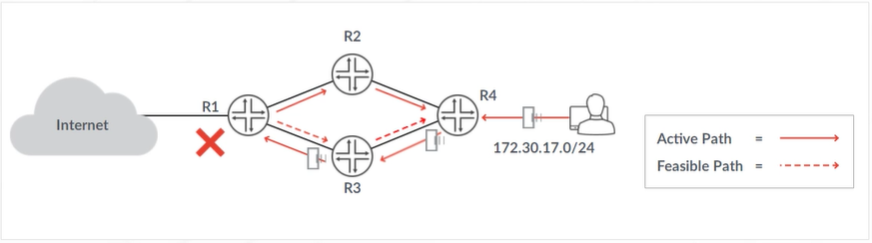 R2
R1
R4
Internet
172.30.17.0/24
R3
Active Path =
Feasible Path =